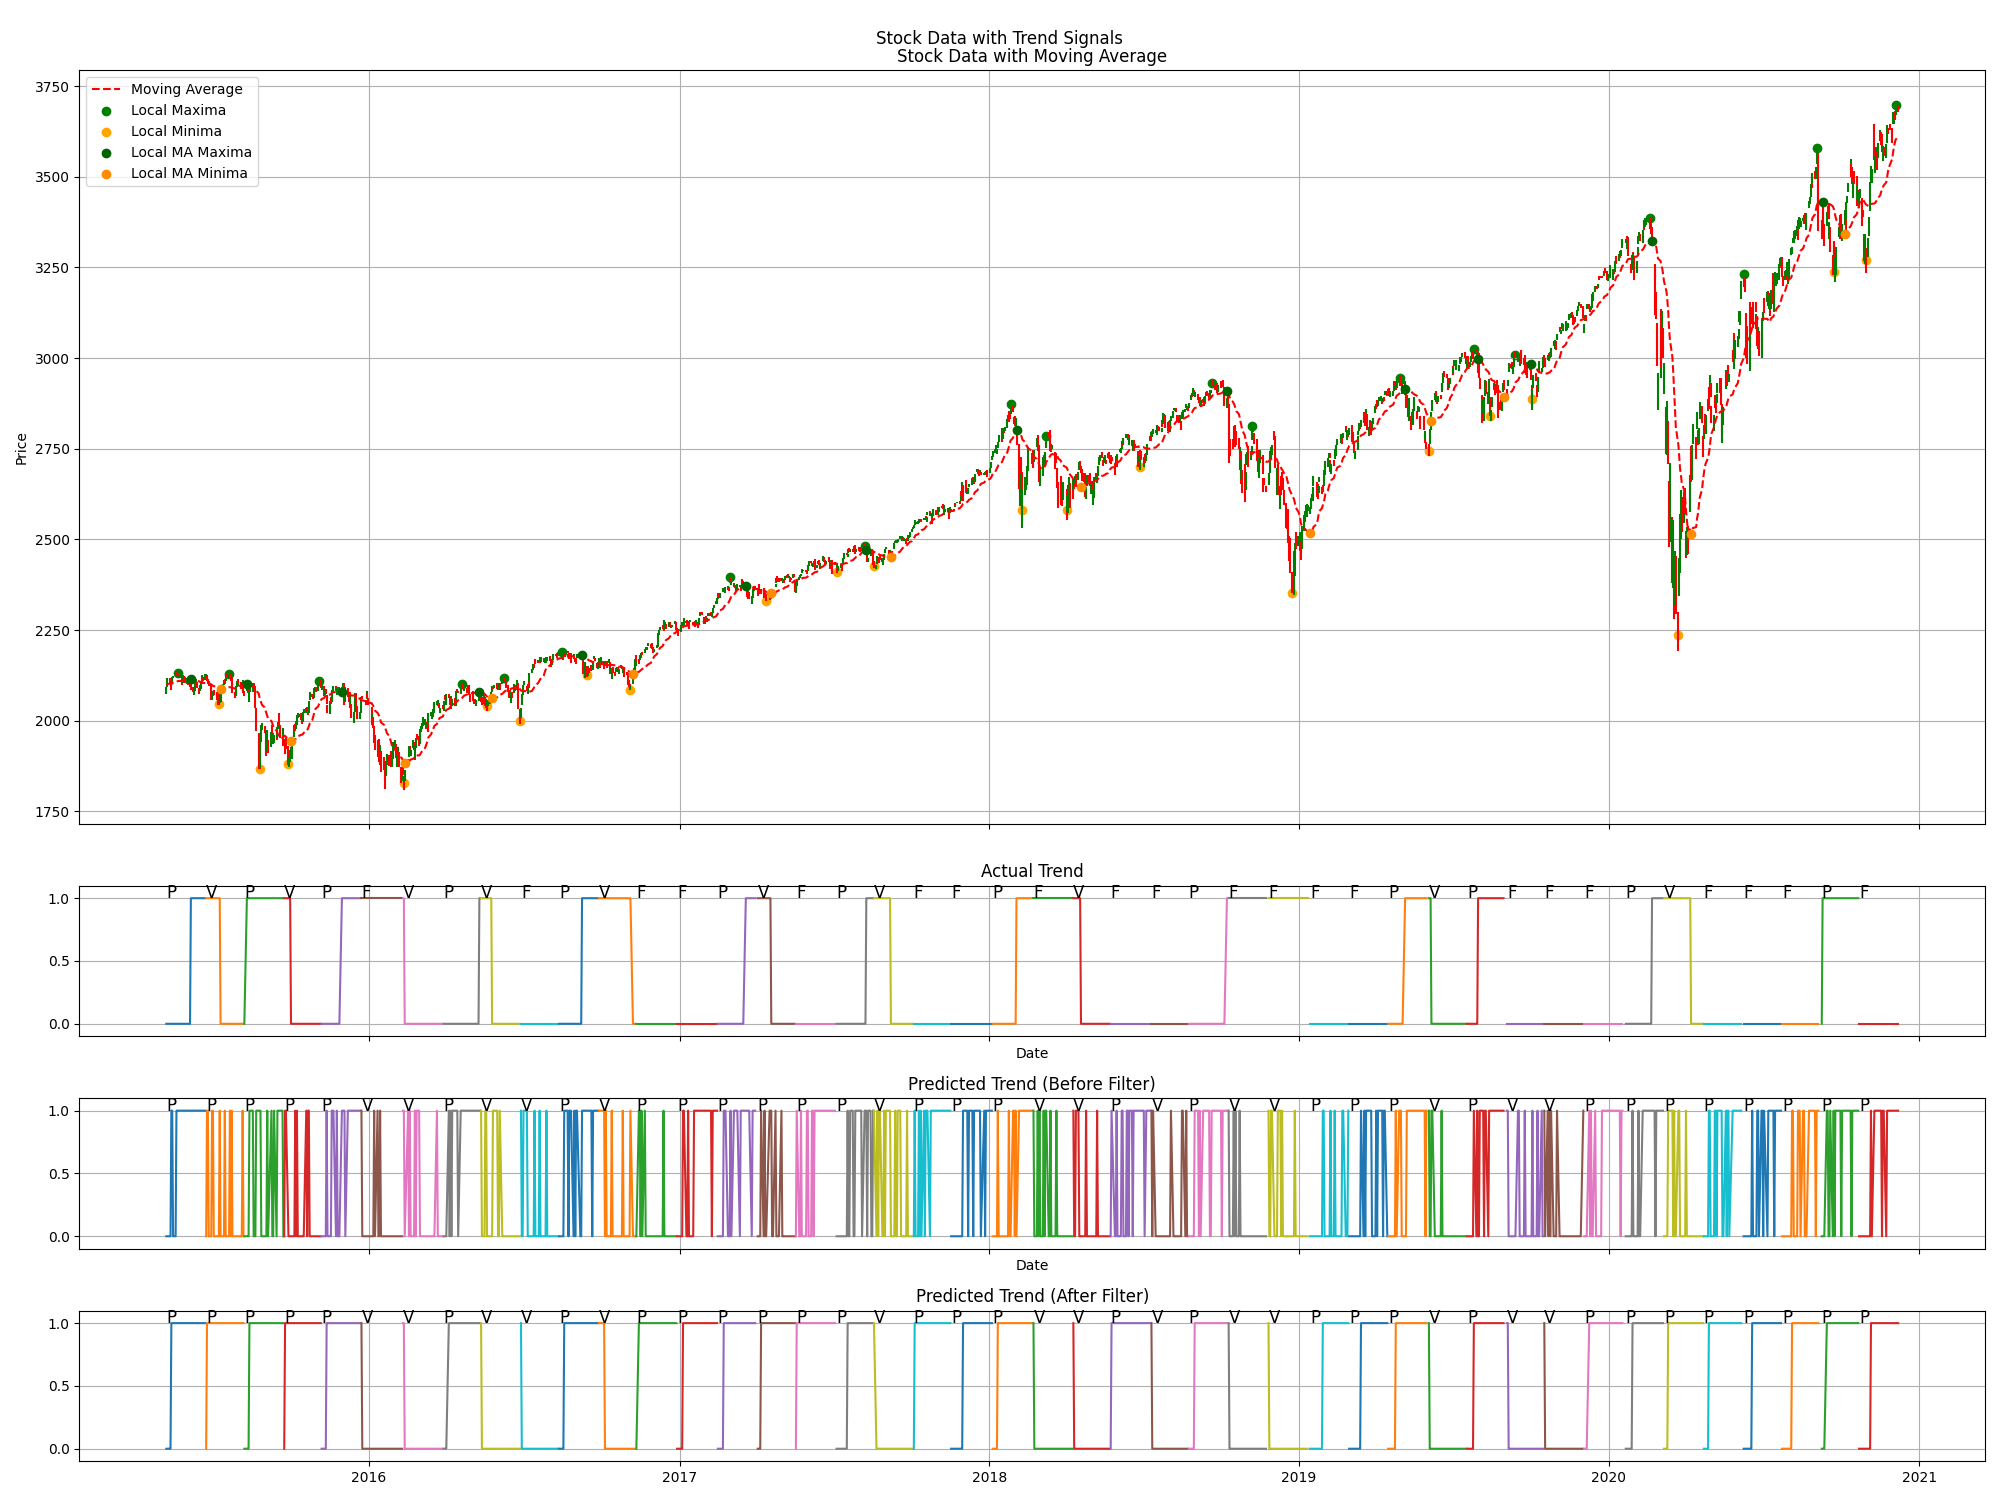 Stock Data with Trend Signals
Stock Data with Moving Average
Moving Average
Local Maxima
Local Minima
Local MA Maxima
Local MA Minima
3750
3500
3250
3000
2750
2500
2250
2000
1750
Price
Actual Trend
P V P V P F V P V F P V F F P V F P V F F P F V F F P F F F F P V P F F F P V F F F P F
1.0
0.5
0.0
Date
Predicted Trend (Before Filter)
P P P P P V V P V V P V P P P P P P V P P P V V P V P V V P P P V P V V P P P P P P P P
1.0
0.5
0.0
Date
Predicted Trend (After Filter)
P P P P P V V P V V P V P P P P P P V P P P V V P V P V V P P P V P V V P P P P P P P P
1.0
0.5
0.0
2016 2017 2018 2019 2020 2021